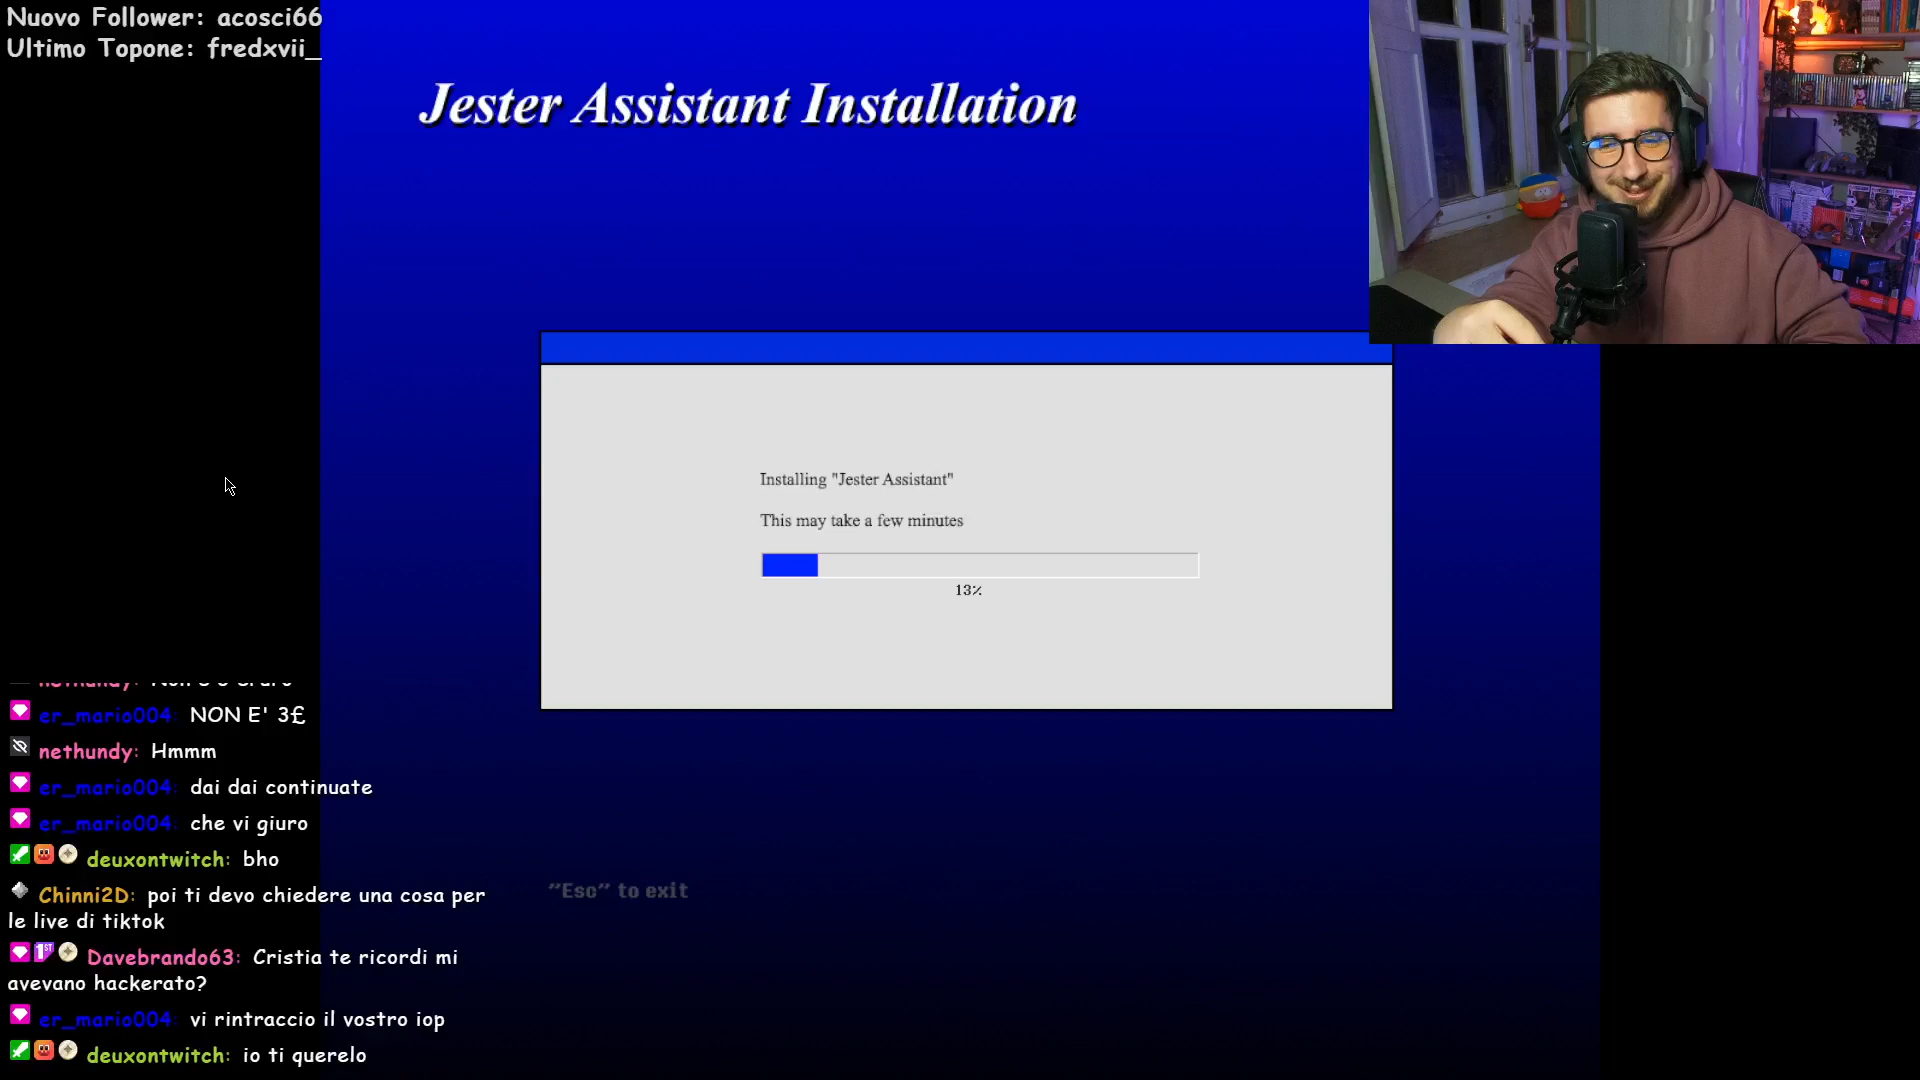 Nuovo Follower: acosci66
Ultimo Topone: fredxvii_
Jester Assistant Installation
Installing "Jester Assistant"
This may take a few minutes
13%
"Esc" to exit
nethundy:
er_mario004: NON E' 3£
nethundy: Hmmm
er_mario004: dai dai continuate
er_mario004: che vi giuro
deuxontwitch: bho
Chinni2D: poi ti devo chiedere una cosa per
le live di tiktok
Davebrando63: Cristia te ricordi mi
avevano hackerato?
er_mario004: vi rintraccio il vostro iop
deuxontwitch: io ti querelo